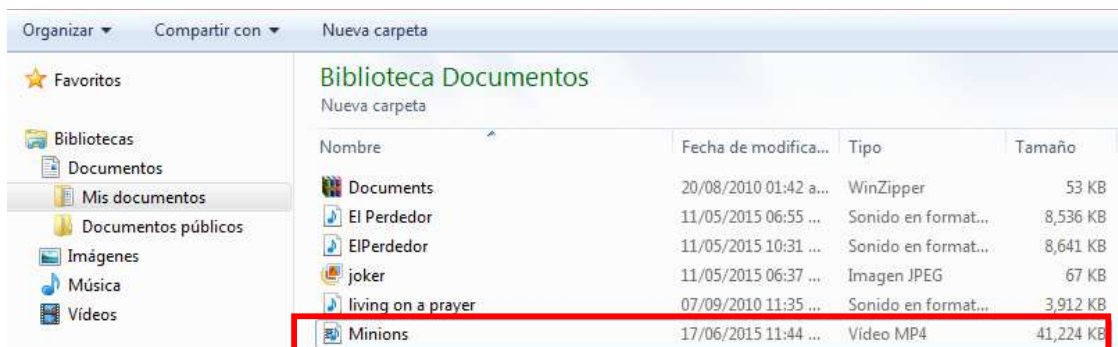 Organizar Compartir con Nueva carpeta
Favoritos
Bibliotecas
Documentos
Mis documentos
Documentos públicos
Imágenes
Música
Vídeos
Biblioteca Documentos
Nueva carpeta
Nombre Fecha de modifica... Tipo Tamaño
Documents 20/08/2010 01:42 a... WinZipper 53 KB
El Perdedor 11/05/2015 06:55 ... Sonido en format... 8,536 KB
ElPerdedor 11/05/2015 10:31 ... Sonido en format... 8,641 KB
joker 11/05/2015 06:37 ... Imagen JPEG 67 KB
living on a prayer 07/09/2010 11:35 ... Sonido en format... 3,912 KB
Minions 17/06/2015 11:44 ... Vídeo MP4 41,224 KB